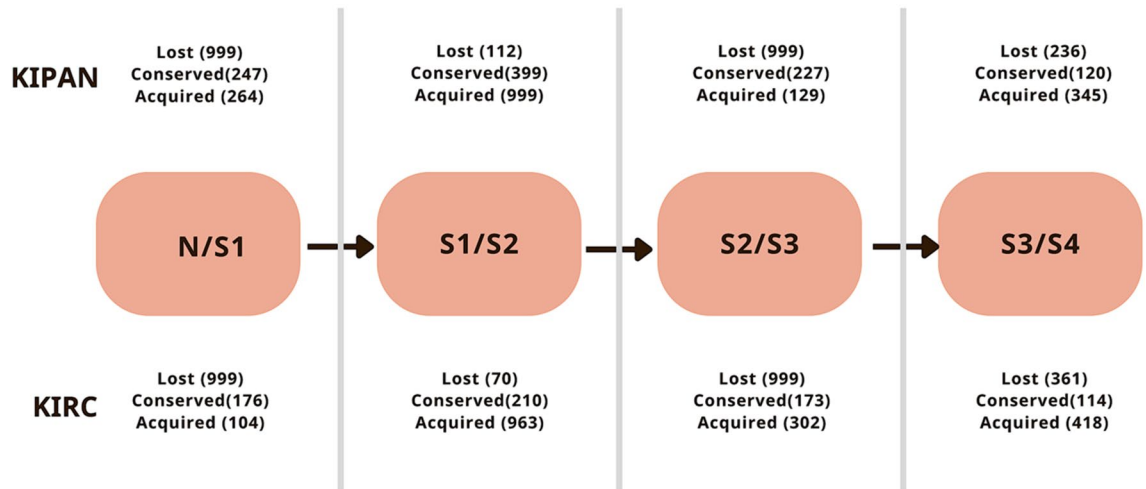 KIPAN
Lost (999)
Conserved(247)
Acquired (264)
Lost (112)
Conserved(399)
Acquired (999)
Lost (999)
Conserved(227)
Acquired (129)
Lost (236)
Conserved(120)
Acquired (345)
N/S1
S1/S2
S2/S3
S3/S4
KIRC
Lost (999)
Conserved(176)
Acquired (104)
Lost (70)
Conserved(210)
Acquired (963)
Lost (999)
Conserved(173)
Acquired (302)
Lost (361)
Conserved(114)
Acquired (418)